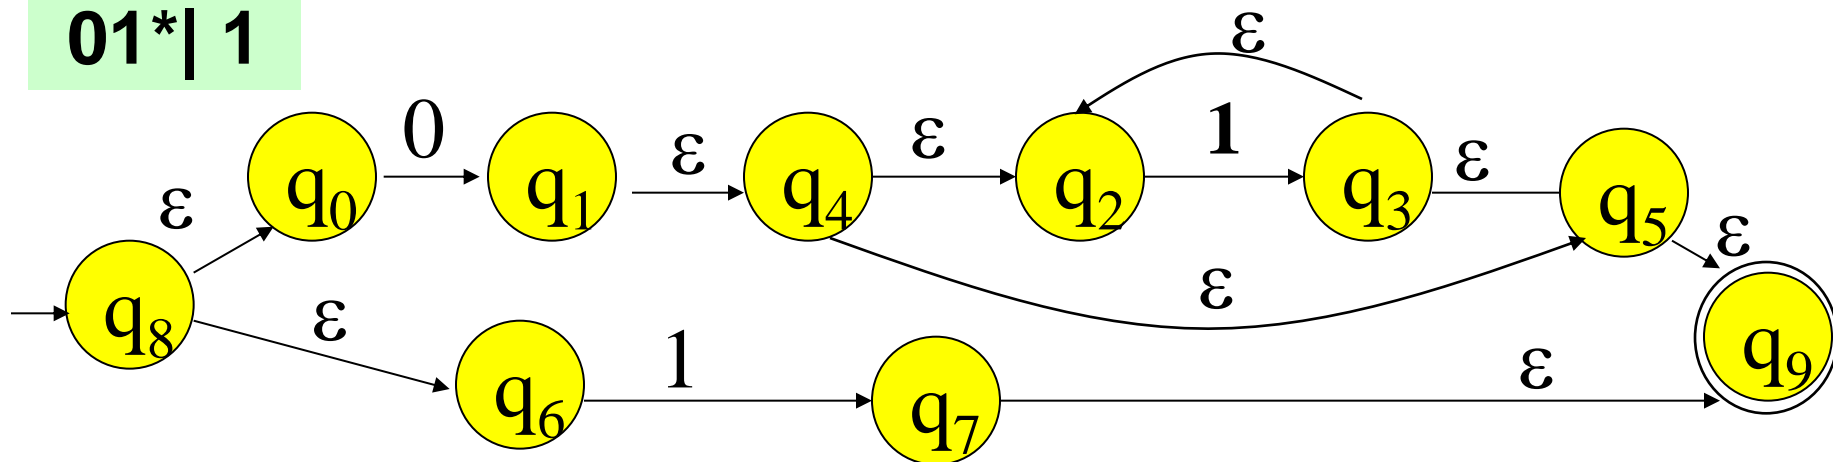 01*| 1
ε
0 ε ε 1 ε
q0 q1 q4 q2 q3 q5
ε ε
q8 ε ε q9
q6 1 q7 ε